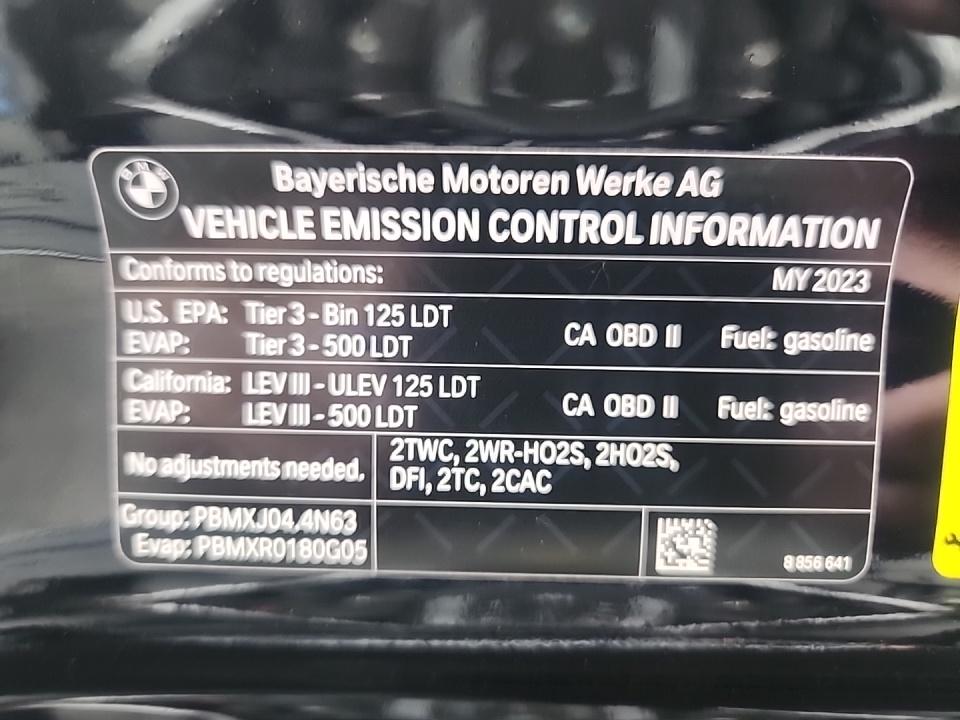 BMW
Bayerische Motoren Werke AG
VEHICLE EMISSION CONTROL INFORMATION
Conforms to regulations: MY 2023
U.S. EPA: Tier 3 - Bin 125 LDT
EVAP: Tier 3 - 500 LDT
CA OBD II Fuel: gasoline
California: LEV III - ULEV 125 LDT
EVAP: LEV III - 500 LDT
CA OBD II Fuel: gasoline
No adjustments needed.
2TWC, 2WR-HO2S, 2HO2S,
DFI, 2TC, 2CAC
Group: PBMXJ04.4N63
Evap: PBMXR0180G05
8 856 641